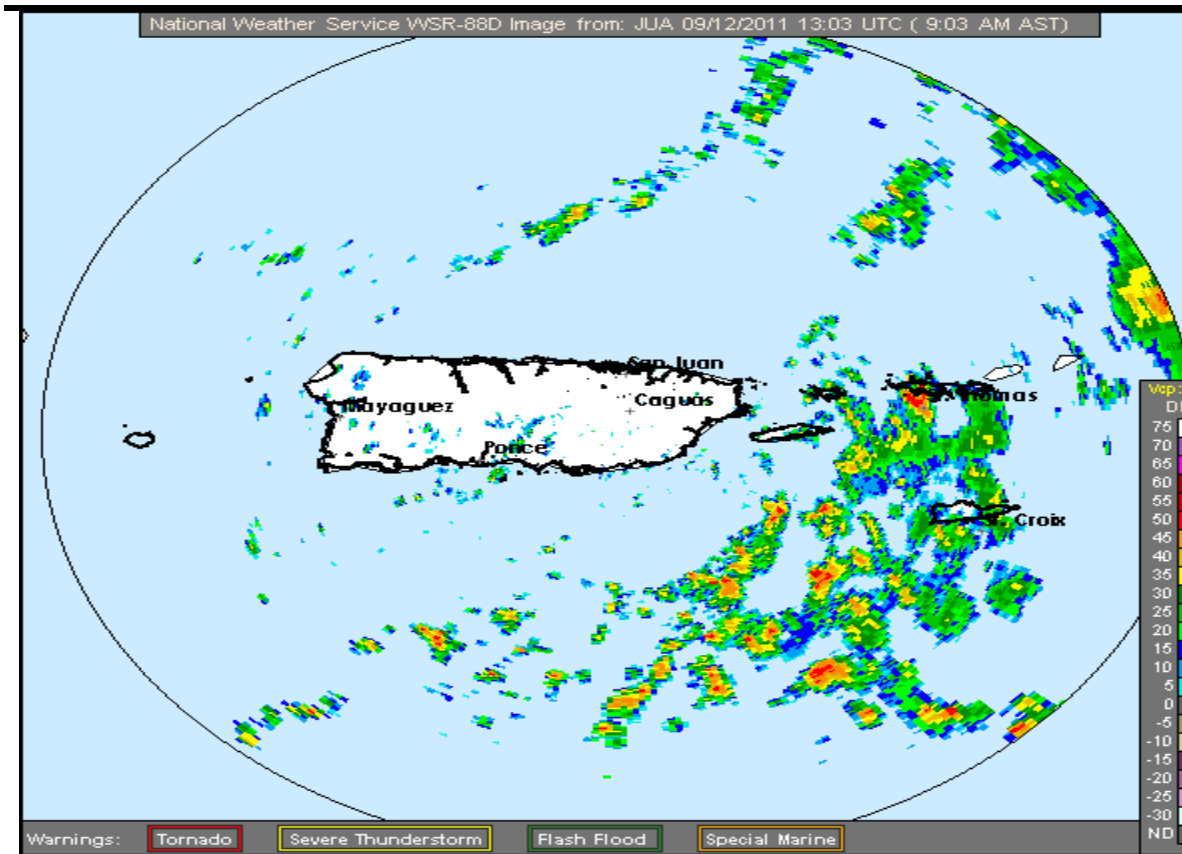 National Weather Service WSR-88D Image from: JUA 09/12/2011 13:03 UTC ( 9:03 AM AST)
San Juan
Mayaguez
Caguas
Ponce
Croix
Vcp:
75
70
65
60
55
50
45
40
35
30
25
20
15
10
5
0
-5
-10
-15
-20
-25
-30
ND
Warnings: Tornado Severe Thunderstorm Flash Flood Special Marine